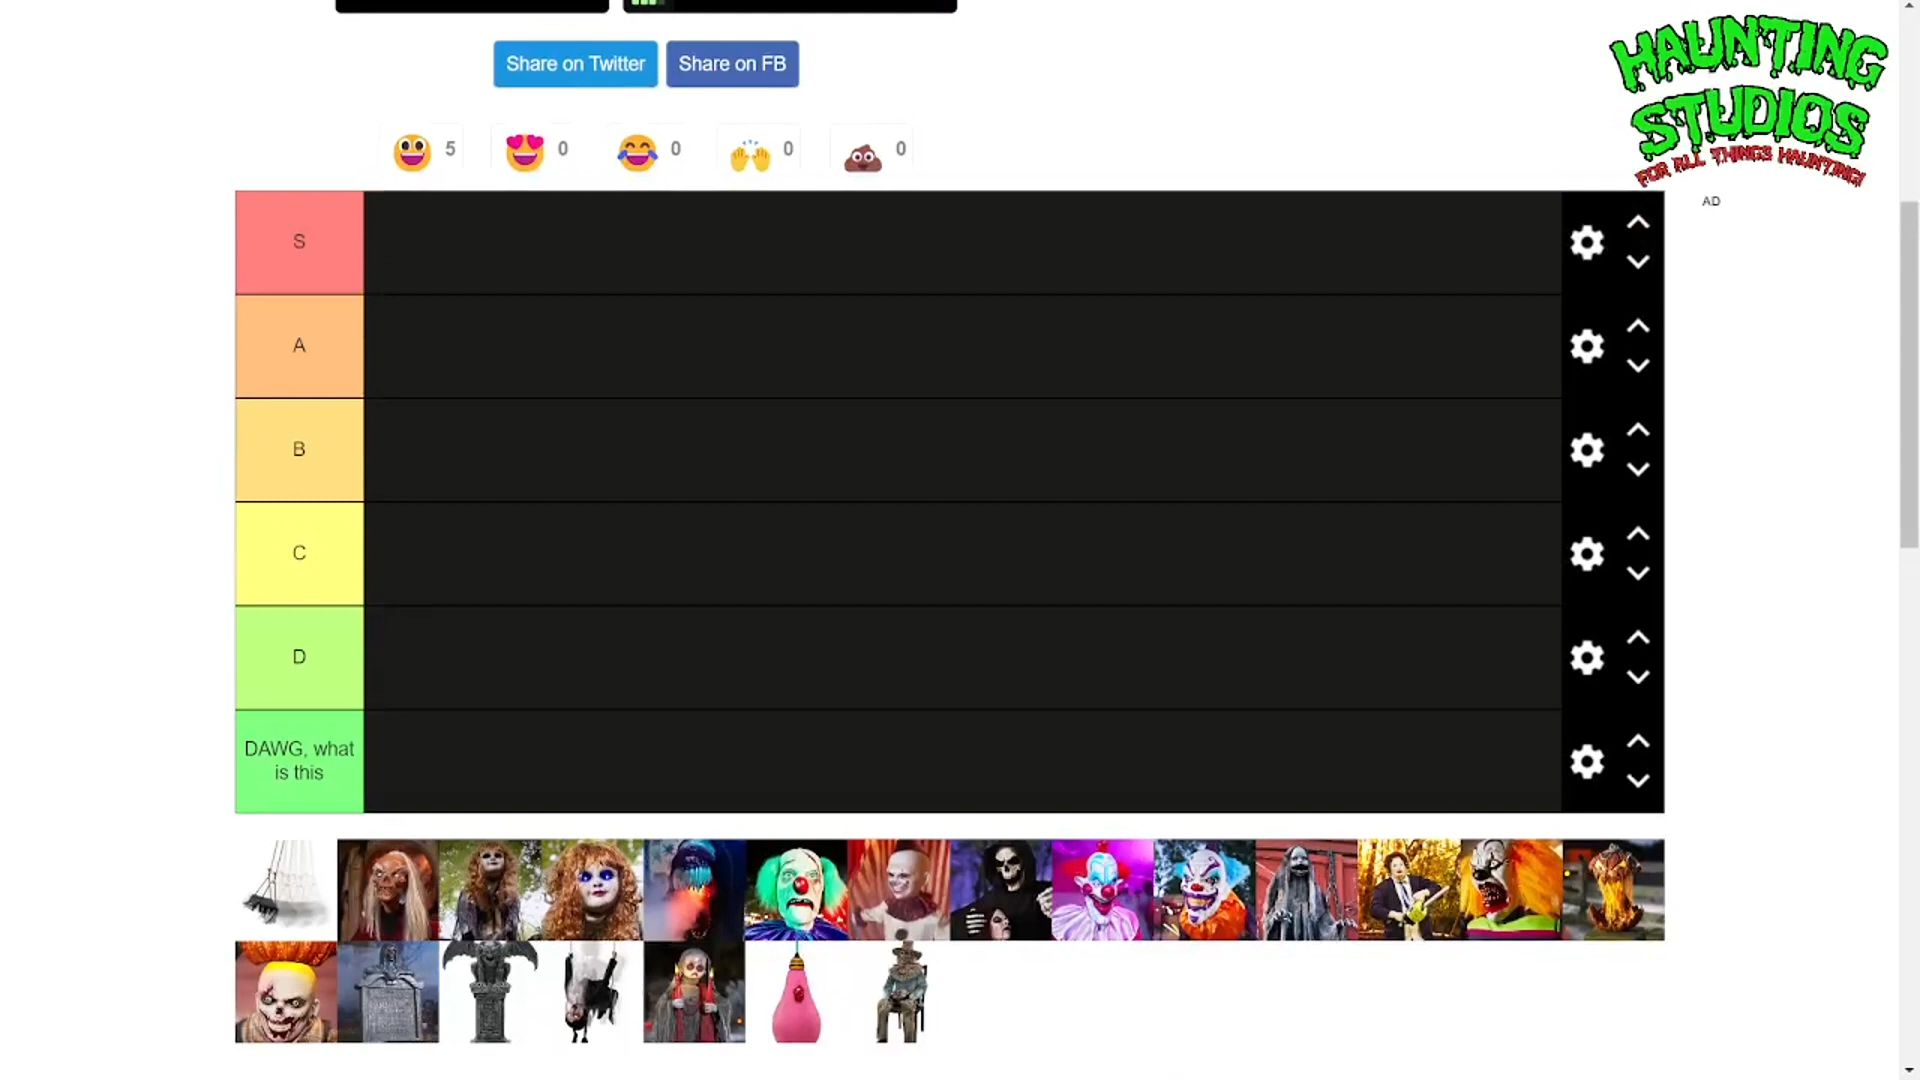 Share on Twitter
Share on FB
HAUNTING
STUDIOS
FOR ALL THINGS HAUNTING!
5
0
0
0
0
AD
S
A
B
C
D
DAWG, what
is this